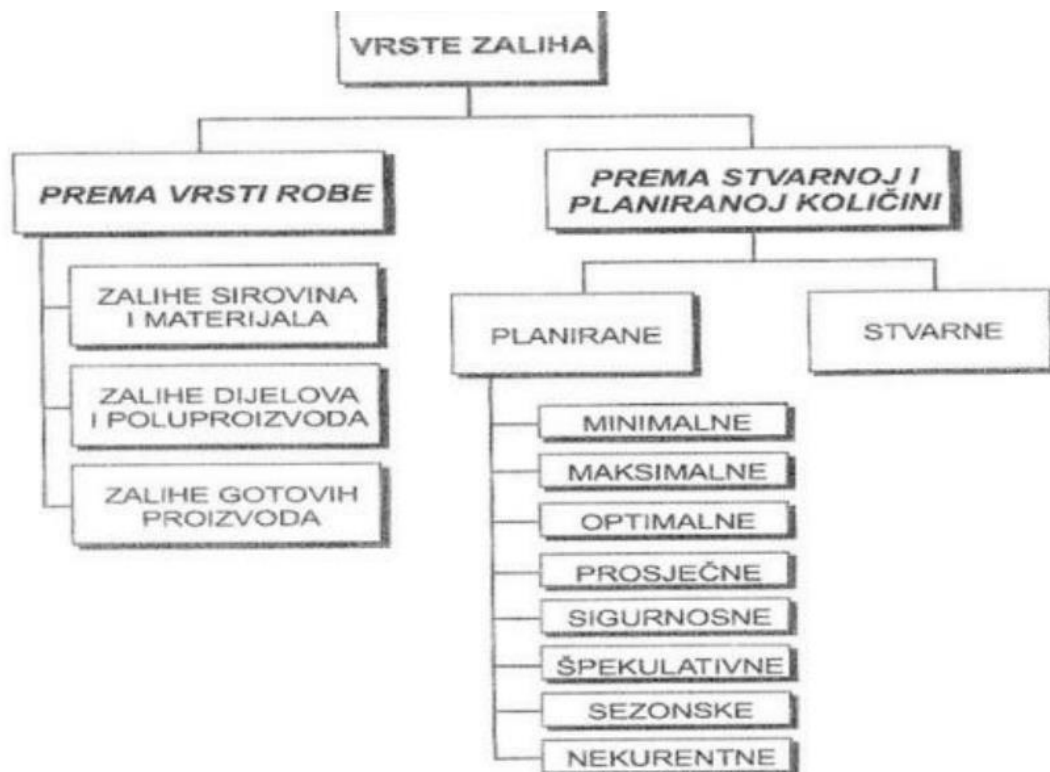 VRSTE ZALIHA
PREMA VRSTI ROBE
ZALIHE SIROVINA
I MATERIJALA
ZALIHE DIJELOVA
I POLUPROIZVODA
ZALIHE GOTOVIH
PROIZVODA
PREMA STVARNOJ I
PLANIRANOJ KOLIČINI
PLANIRANE
MINIMALNE
MAKSIMALNE
OPTIMALNE
PROSJEČNE
SIGURNOSNE
ŠPEKULATIVNE
SEZONSKE
NEKURENTNE
STVARNE